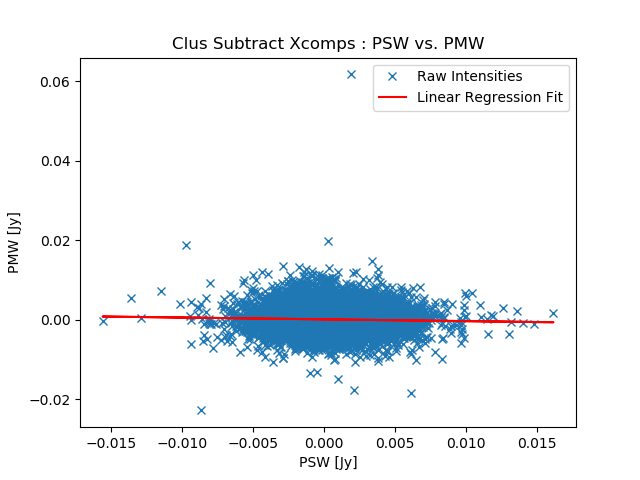 Clus Subtract Xcomps : PSW vs. PMW
Raw Intensities
Linear Regression Fit
PMW [Jy]
0.06
0.04
0.02
0.00
−0.02
−0.015
−0.010
−0.005
0.000
0.005
0.010
0.015
PSW [Jy]